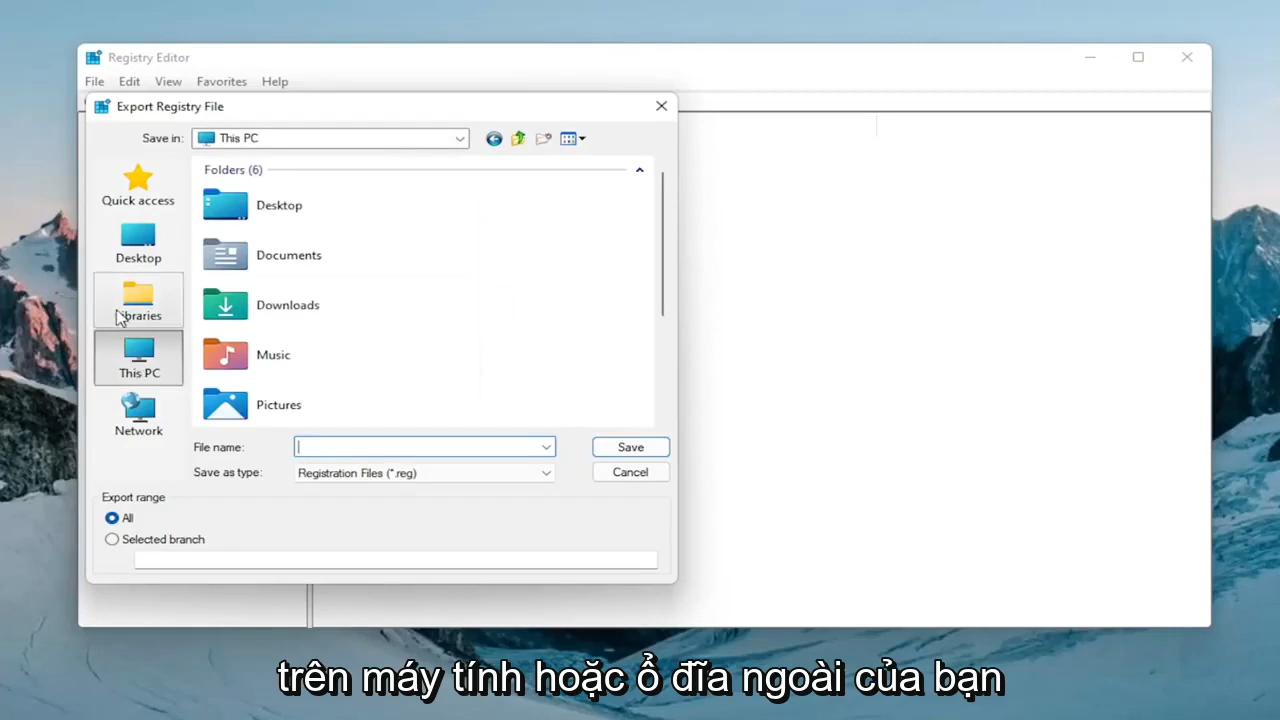 Registry Editor
File Edit View Favorites Help
Export Registry File
Save in: This PC
Folders (6)
Quick access
Desktop
Libraries
This PC
Network
Desktop
Documents
Downloads
Music
Pictures
File name: Save
Save as type: Registration Files (*.reg) Cancel
Export range
All
Selected branch
trên máy tính hoặc ổ đĩa ngoài của bạn